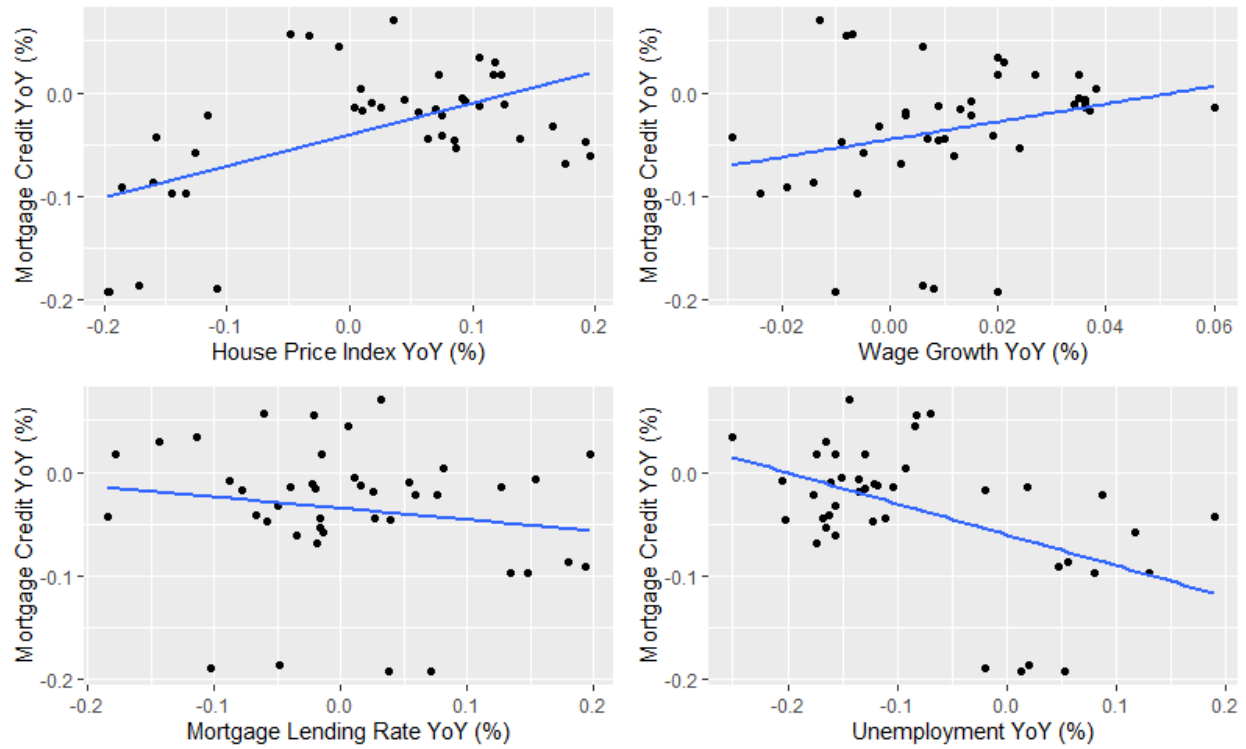 Mortgage Credit YoY (%)
0.0
-0.1
-0.2
-0.2 -0.1 0.0 0.1 0.2
House Price Index YoY (%)
Mortgage Credit YoY (%)
0.0
-0.1
-0.2
-0.02 0.00 0.02 0.04 0.06
Wage Growth YoY (%)
Mortgage Credit YoY (%)
0.0
-0.1
-0.2
-0.2 -0.1 0.0 0.1 0.2
Mortgage Lending Rate YoY (%)
Mortgage Credit YoY (%)
0.0
-0.1
-0.2
-0.2 -0.1 0.0 0.1 0.2
Unemployment YoY (%)